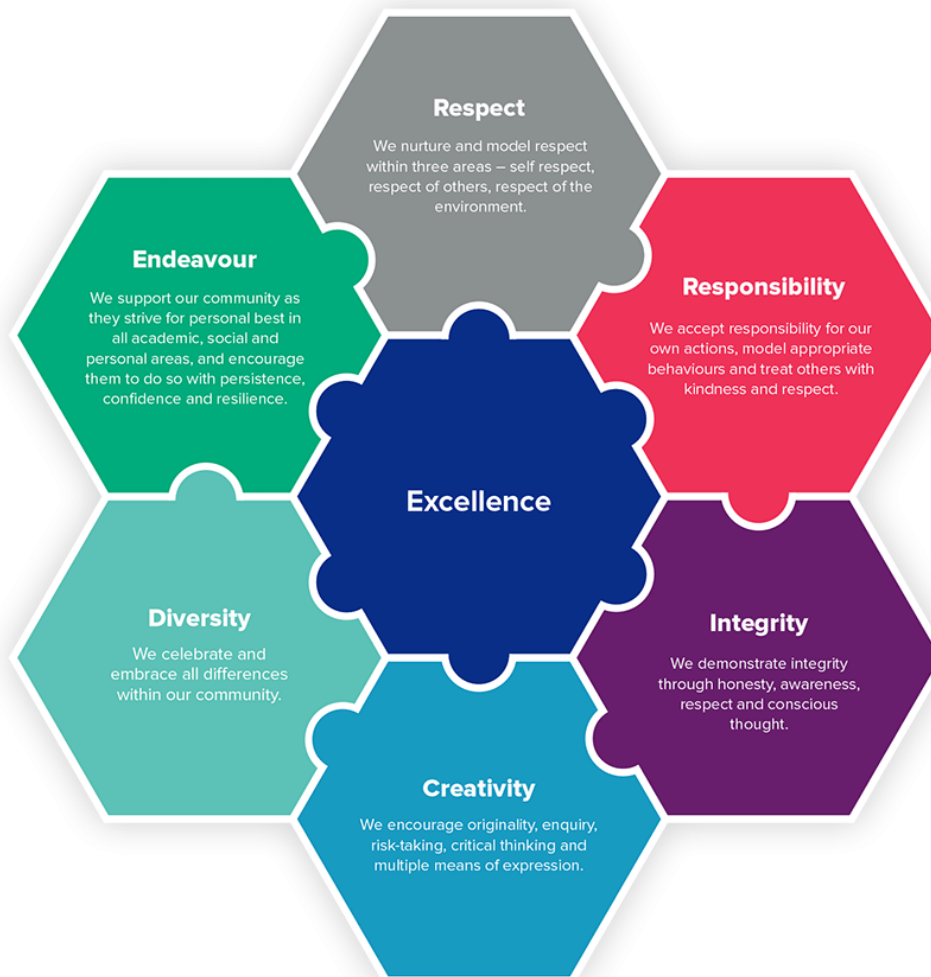 Respect
We nurture and model respect
within three areas – self respect,
respect of others, respect of the
environment.
Endeavour
We support our community as
they strive for personal best in
all academic, social and
personal areas, and encourage
them to do so with persistence,
confidence and resilience.
Responsibility
We accept responsibility for our
own actions, model appropriate
behaviours and treat others with
kindness and respect.
Excellence
Diversity
We celebrate and
embrace all differences
within our community.
Integrity
We demonstrate integrity
through honesty, awareness,
respect and conscious
thought.
Creativity
We encourage originality, enquiry,
risk-taking, critical thinking and
multiple means of expression.